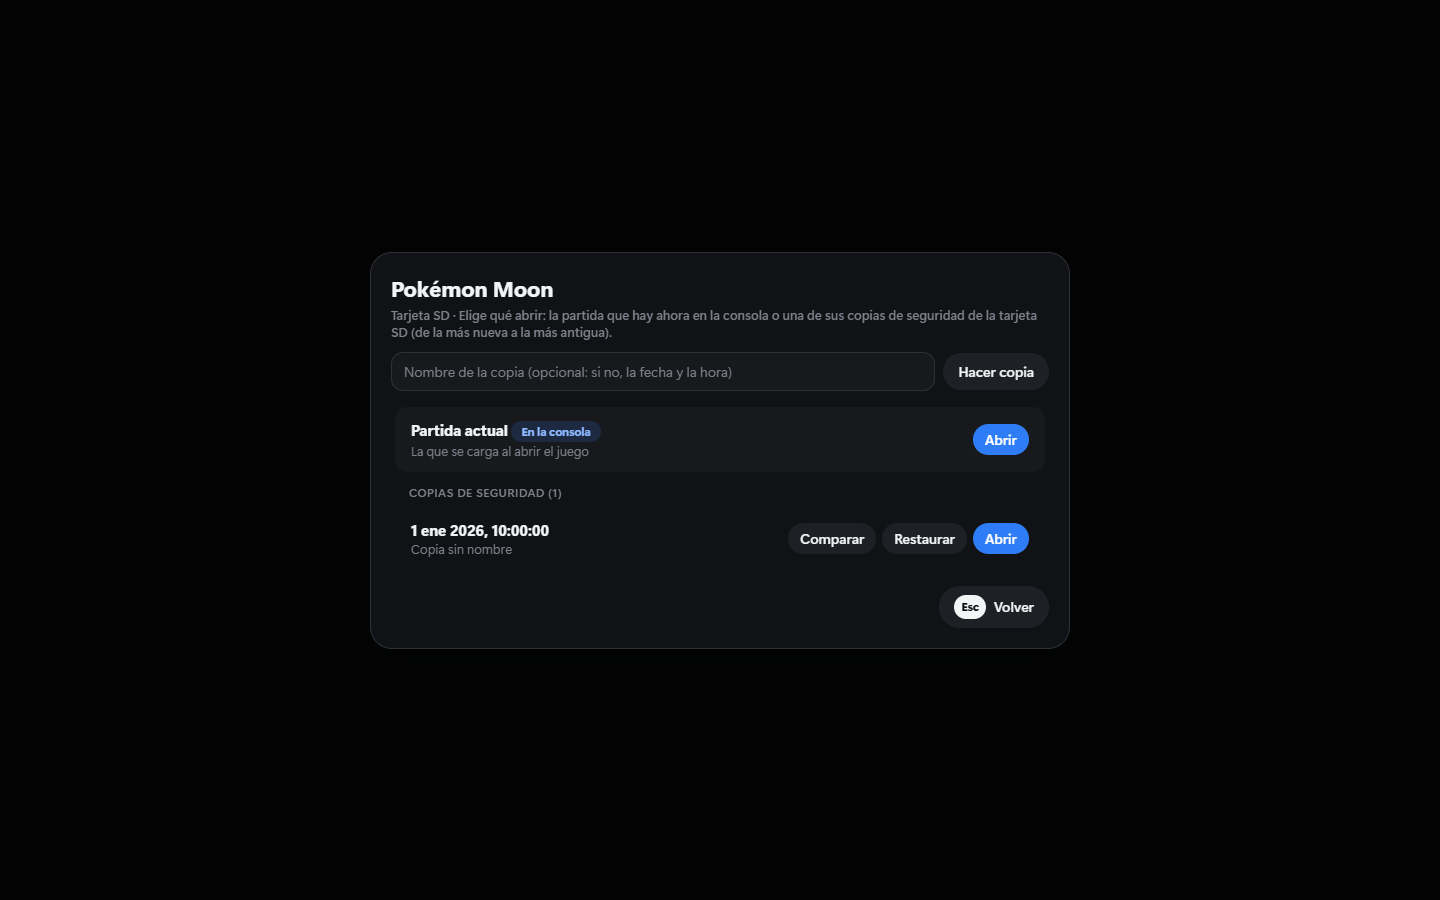 Pokémon Moon
Tarjeta SD · Elige qué abrir: la partida que hay ahora en la consola o una de sus copias de seguridad de la tarjeta
SD (de la más nueva a la más antigua).
Nombre de la copia (opcional: si no, la fecha y la hora)
Hacer copia
Partida actual
En la consola
La que se carga al abrir el juego
Abrir
COPIAS DE SEGURIDAD (1)
1 ene 2026, 10:00:00
Copia sin nombre
Comparar
Restaurar
Abrir
Esc
Volver